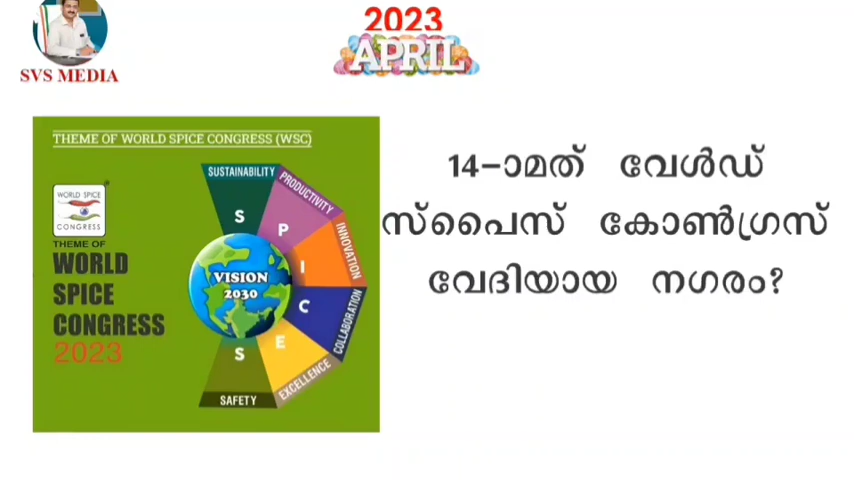 2023
APRIL
SVS MEDIA
THEME OF WORLD SPICE CONGRESS (WSC)
WORLD SPICE
CONGRESS
THEME OF
WORLD
SPICE
CONGRESS
2023
SUSTAINABILITY
PRODUCTIVITY
INNOVATION
COLLABORATION
EXCELLENCE
SAFETY
S
P
I
C
E
S
VISION
2030
14-ാമത് വേൾഡ്
സ്പൈസ് കോൺഗ്രസ്
വേദിയായ നഗരം?